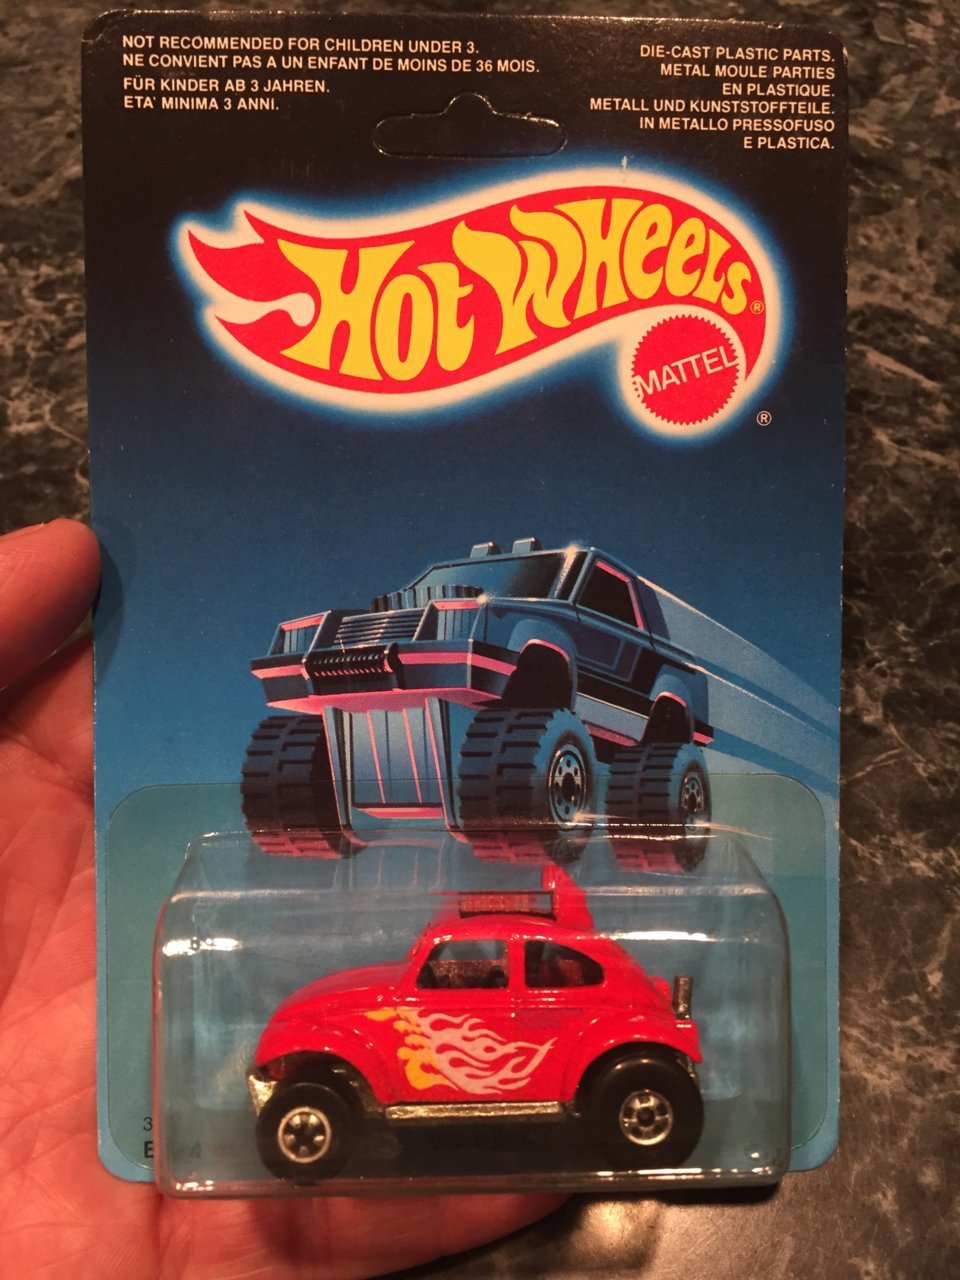 NOT RECOMMENDED FOR CHILDREN UNDER 3.
NE CONVIENT PAS A UN ENFANT DE MOINS DE 36 MOIS.
FÜR KINDER AB 3 JAHREN.
ETA' MINIMA 3 ANNI.
DIE-CAST PLASTIC PARTS.
METAL MOULE PARTIES
EN PLASTIQUE.
METALL UND KUNSTSTOFFTEILE.
IN METALLO PRESSOFUSO
E PLASTICA.
HOT WHEELS®
MATTEL
®